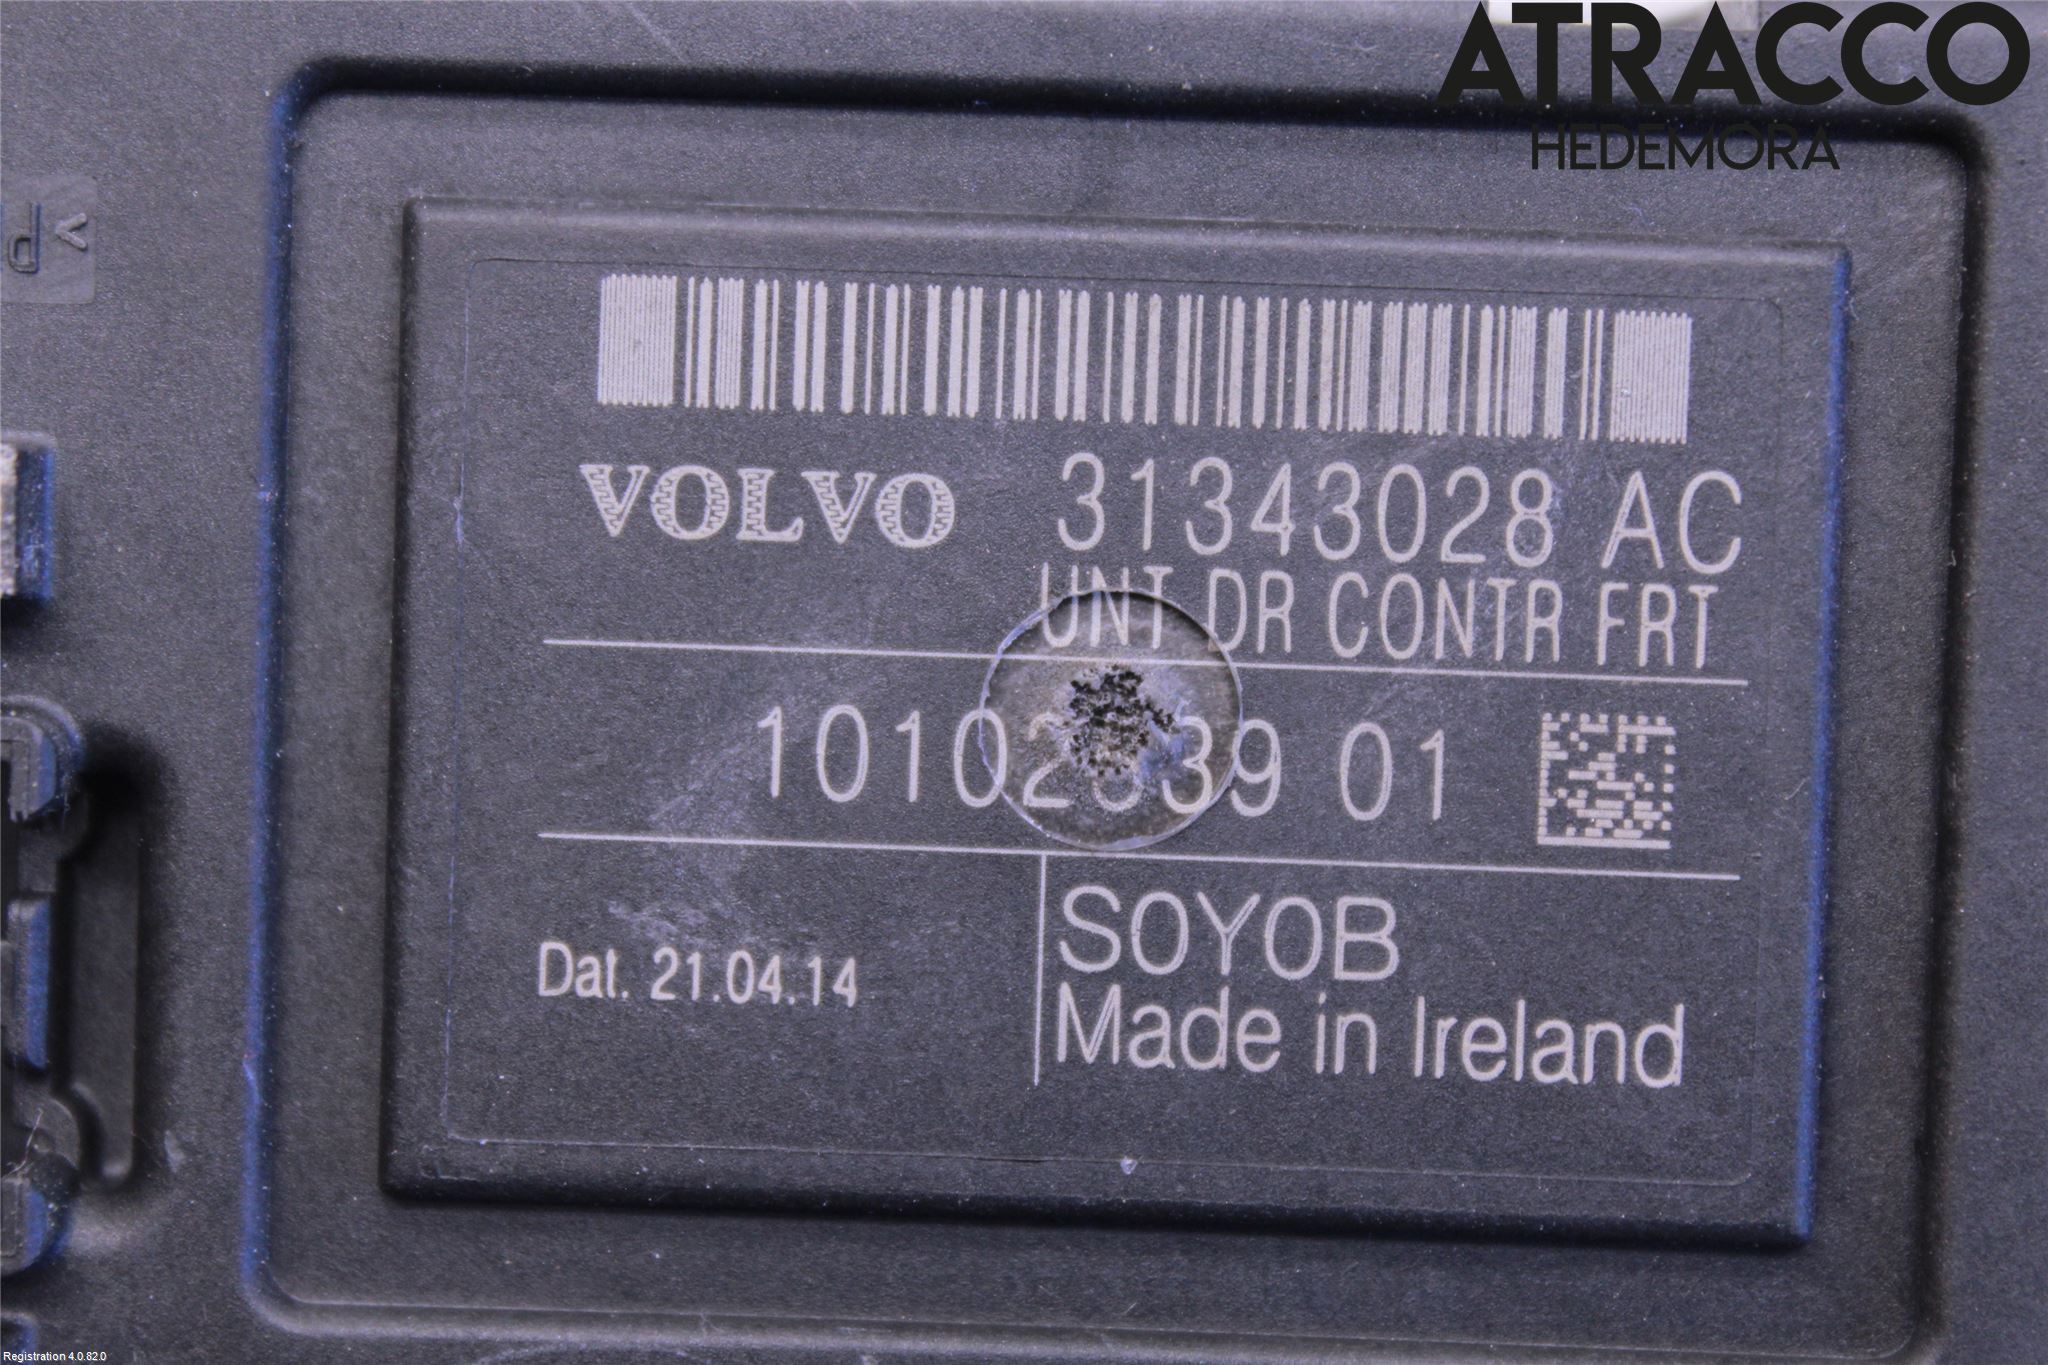 ATRACCO
HEDEMORA
VOLVO 31343028 AC
UNT DR CONTR FRT
01
SOYOB
Dat. 21.04.14
Made in Ireland
Registration 4.0.82.0